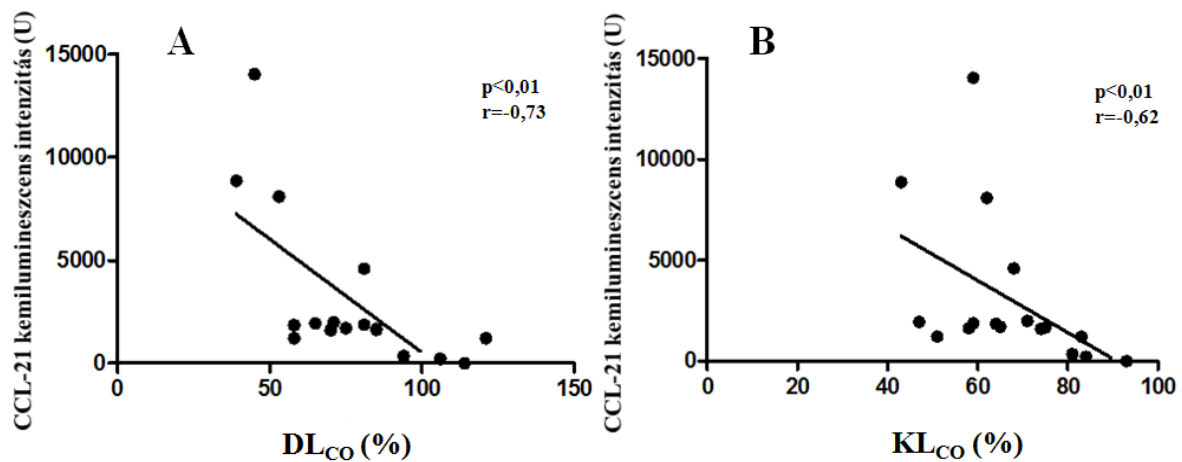 A
CCL-21 kemilumineszcens intenzitás (U)
15000
10000
5000
0
p<0,01
r=-0,73
0 50 100 150
DLCO (%)
B
CCL-21 kemilumineszcens intenzitás (U)
15000
10000
5000
0
p<0,01
r=-0,62
0 20 40 60 80 100
KLCO (%)